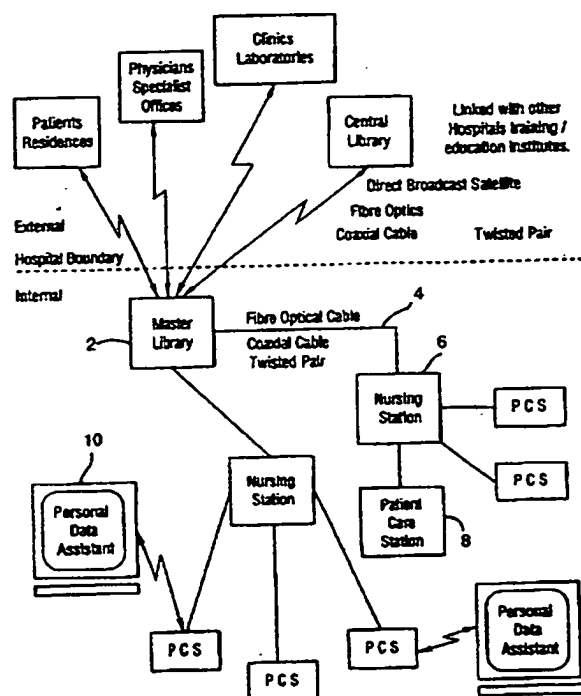 Clinics
Laboratories
Physicians
Specialist
Offices
Patients
Residences
Central
Library
Linked with other
Hospitals training /
education institutes.
Direct Broadcast Satellite
Fibre Optics
Coaxial Cable
Twisted Pair
External
Hospital Boundary
Internal
Master
Library
2
Fibre Optical Cable
Coaxial Cable
Twisted Pair
4
6
Nursing
Station
PCS
PCS
10
Personal
Data
Assistant
Nursing
Station
Patient
Care
Station
8
Personal
Data
Assistant
PCS
PCS
PCS